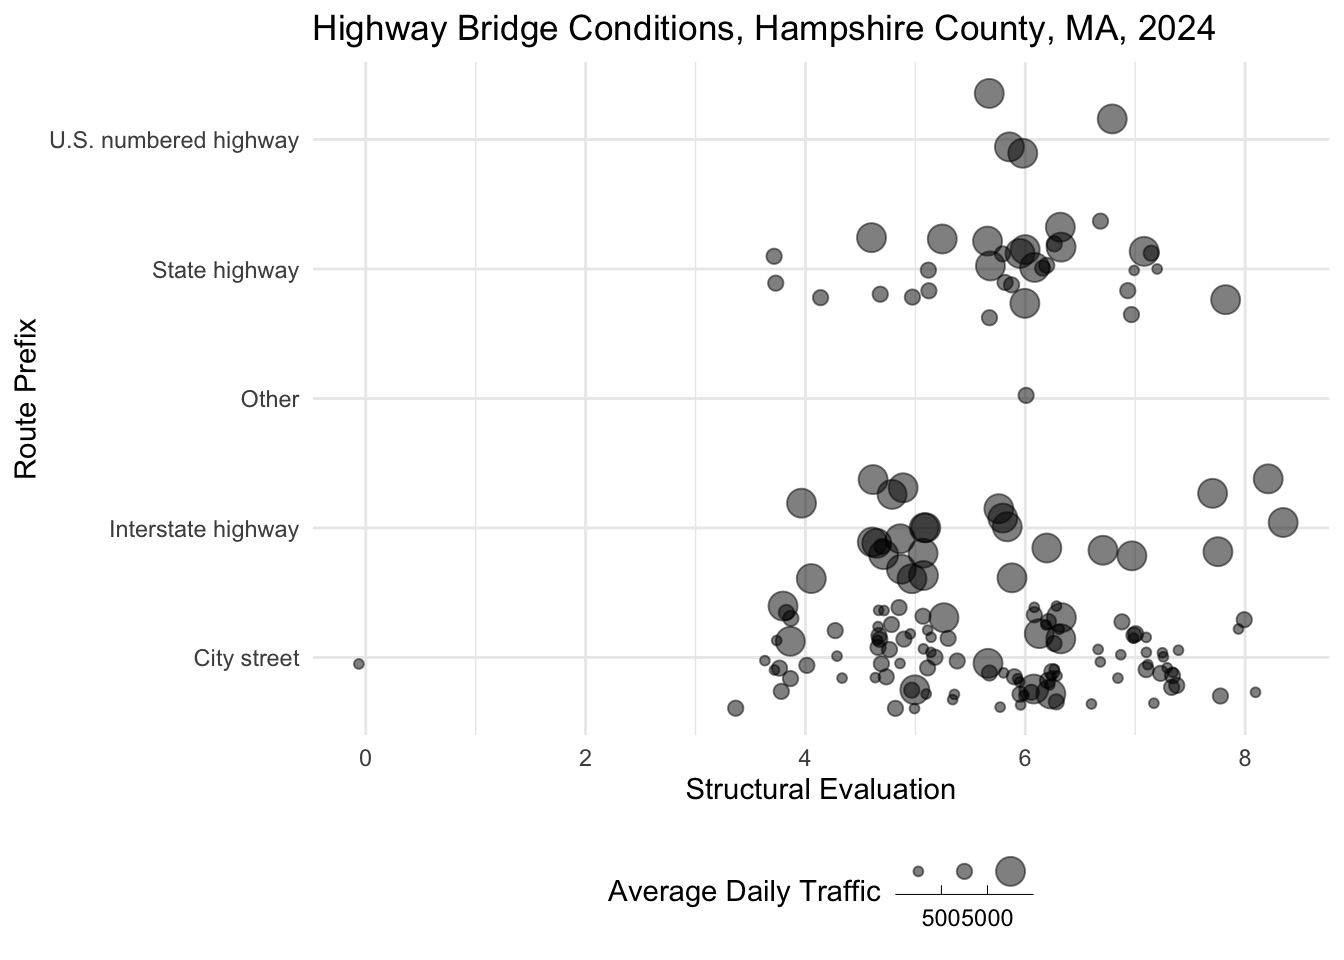 Highway Bridge Conditions, Hampshire County, MA, 2024
Route Prefix
U.S. numbered highway
State highway
Other
Interstate highway
City street
0 2 4 6 8
Structural Evaluation
Average Daily Traffic
5005000